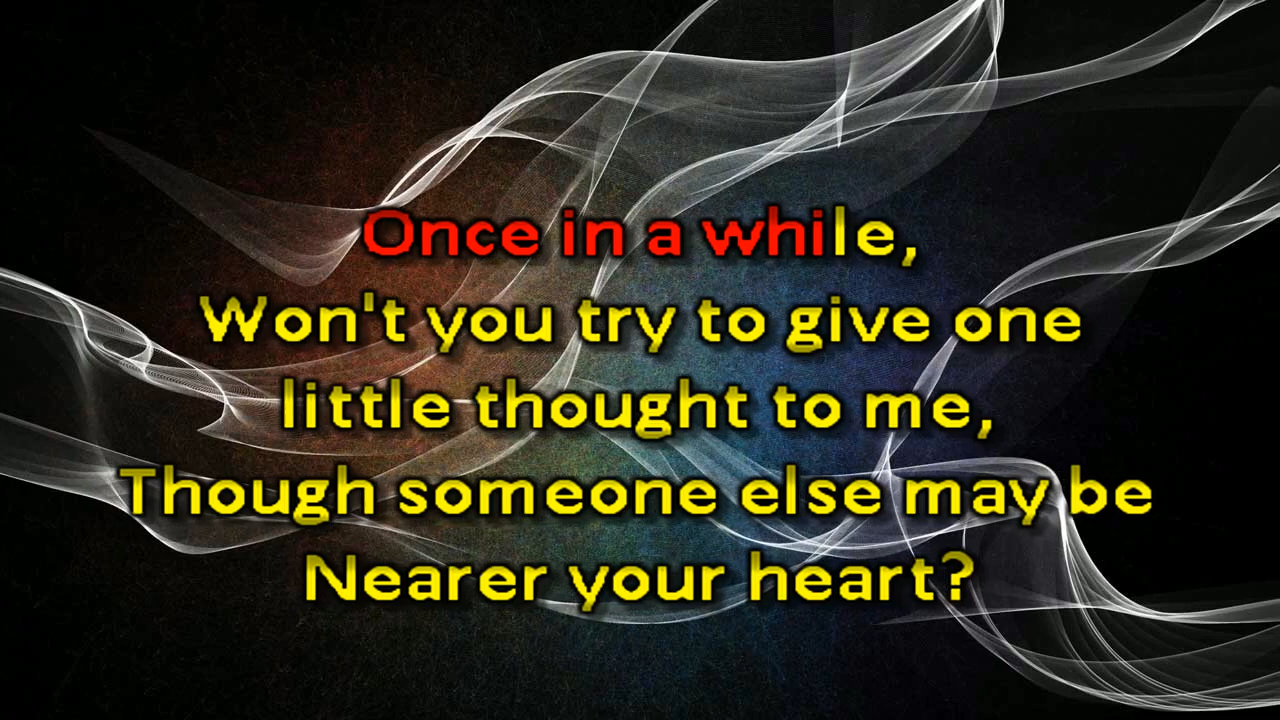 Once in a while,
Won't you try to give one
little thought to me,
Though someone else may be
Nearer your heart?